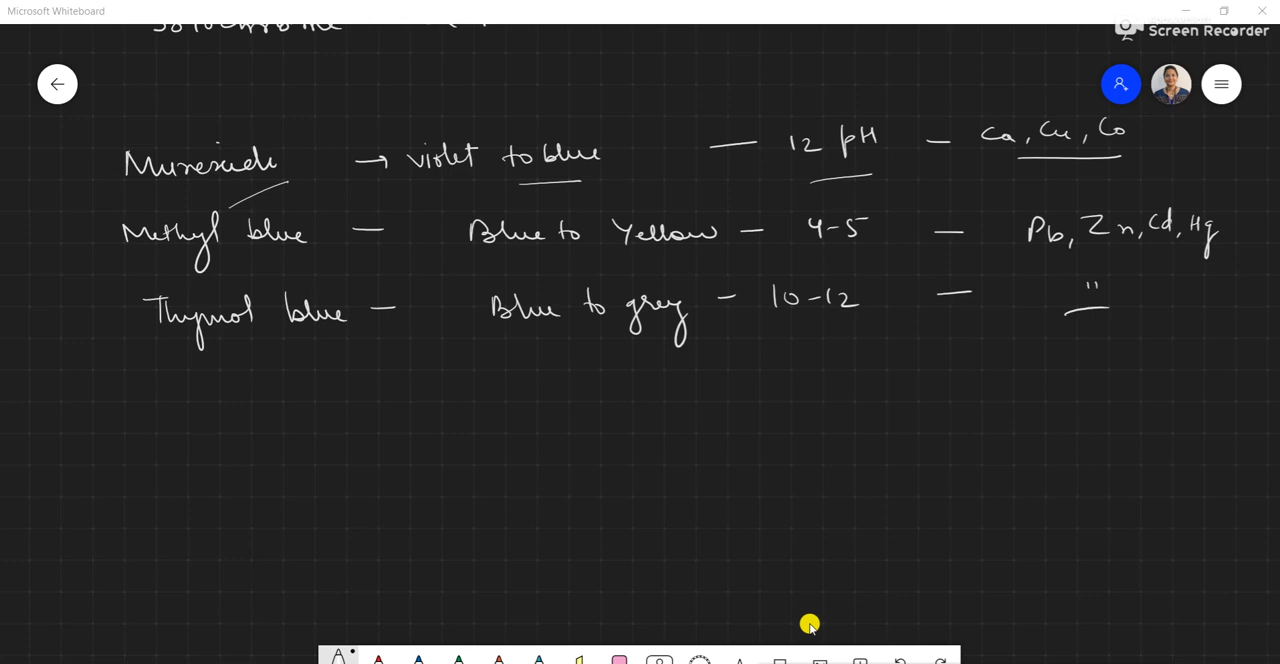 Microsoft Whiteboard
Screen Recorder
Murexide → violet to blue — 12 pH — Ca, Cu, Co
Methyl blue — Blue to Yellow — 4-5 — Pb, Zn, Cd, Hg
Thymol blue — Blue to grey - 10-12 — "